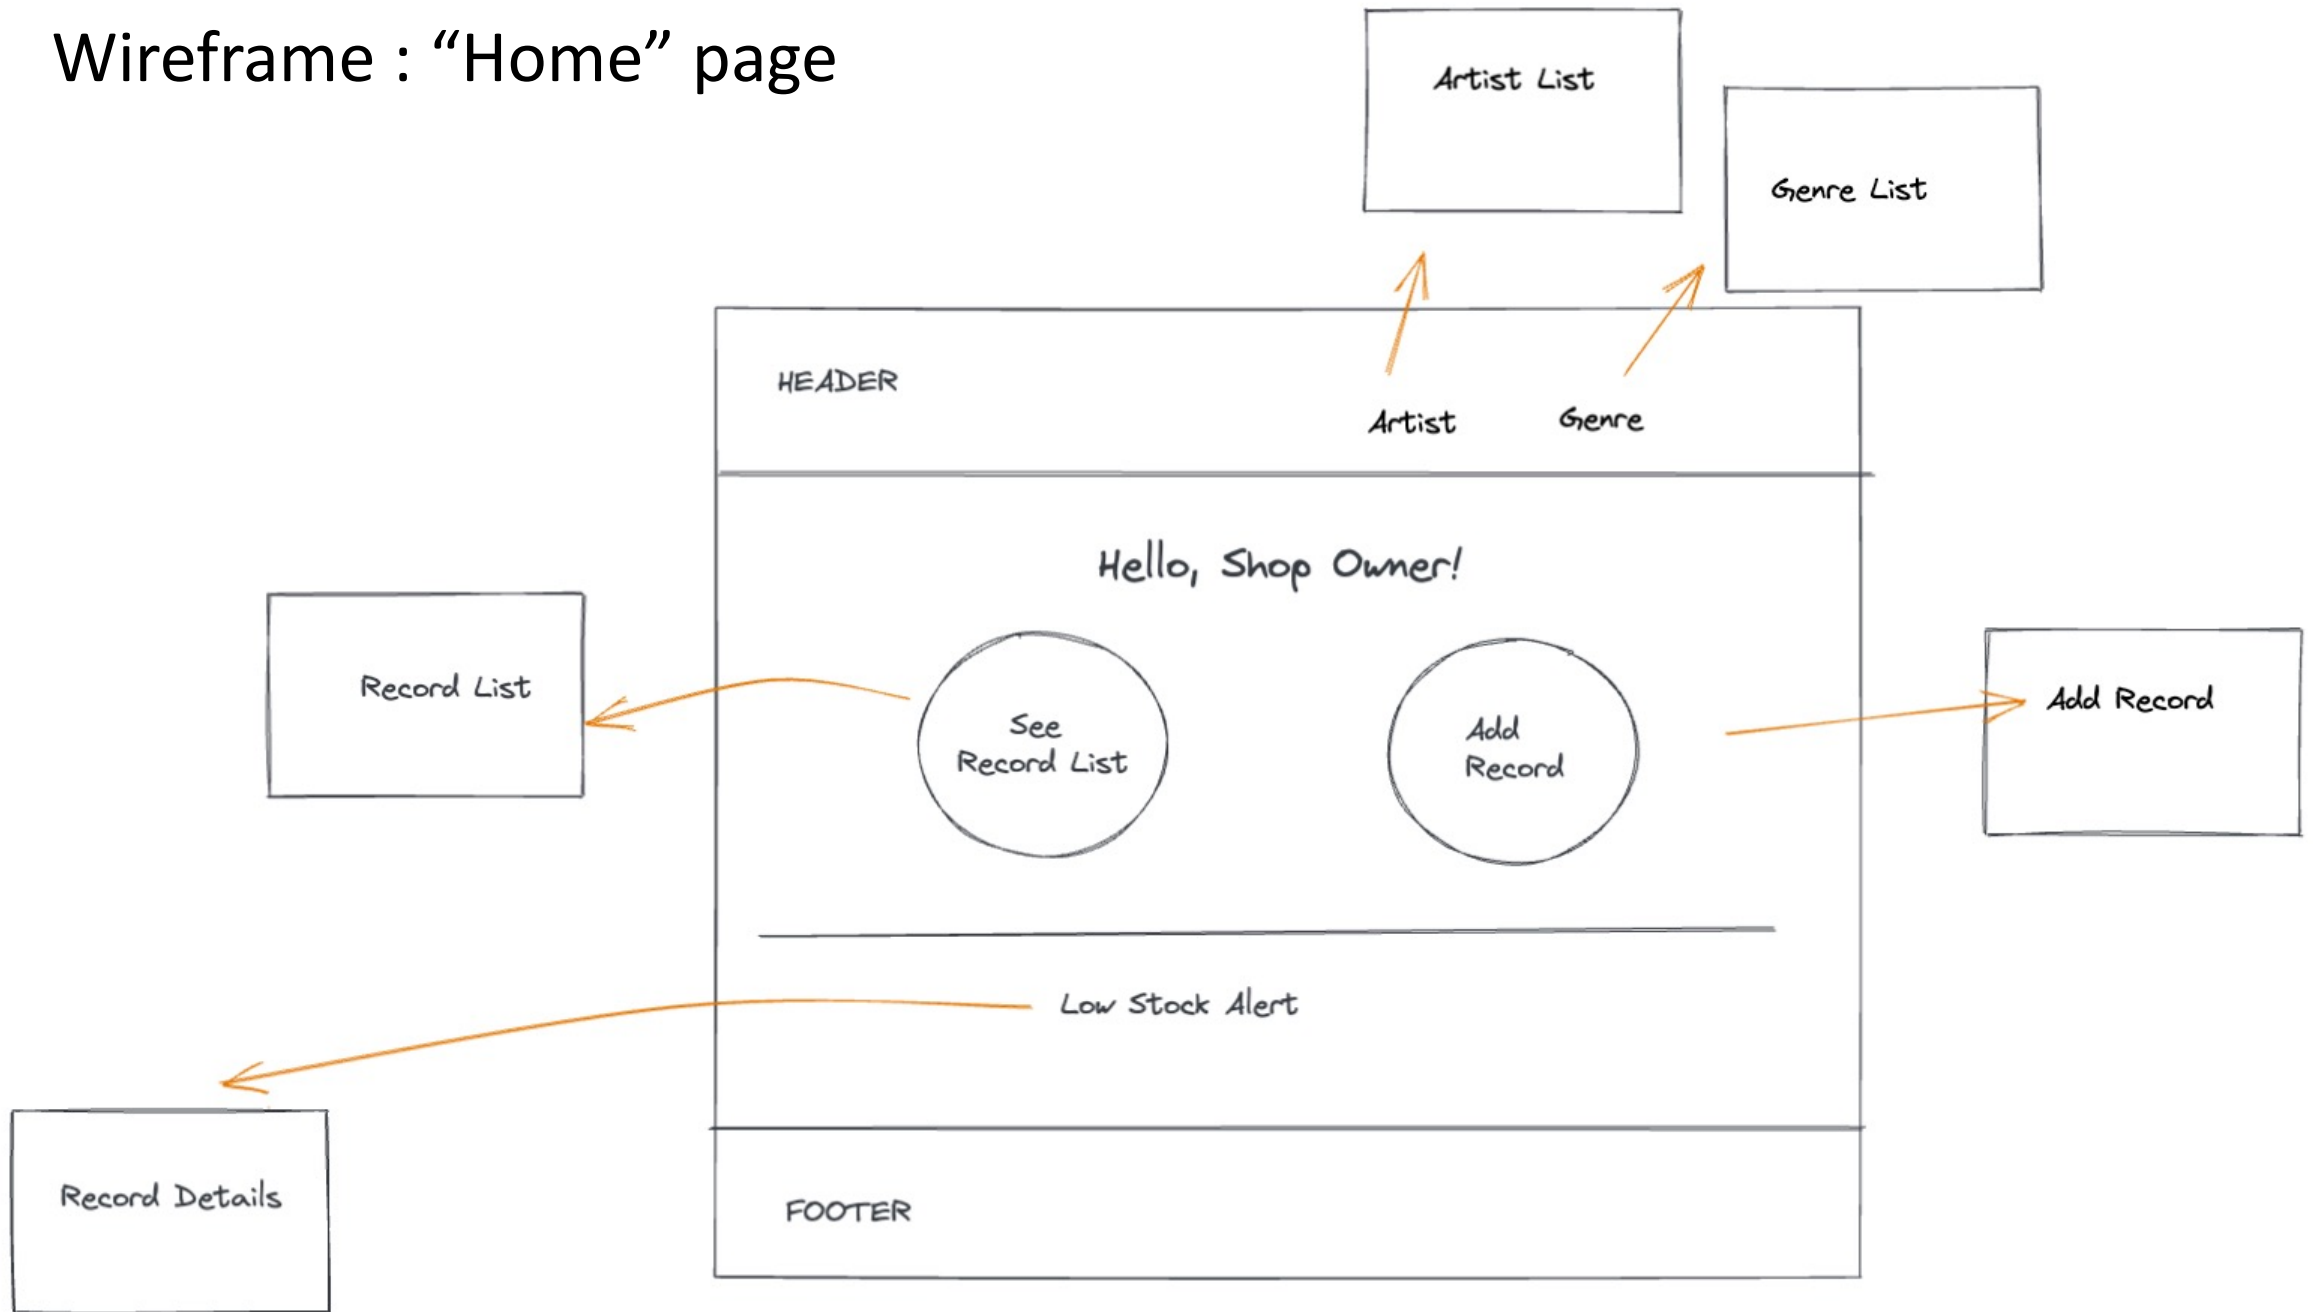 Wireframe : “Home” page
Artist List
Genre List
HEADER
Artist
Genre
Hello, Shop Owner!
Record List
See
Record List
Add
Record
Add Record
Low Stock Alert
Record Details
FOOTER